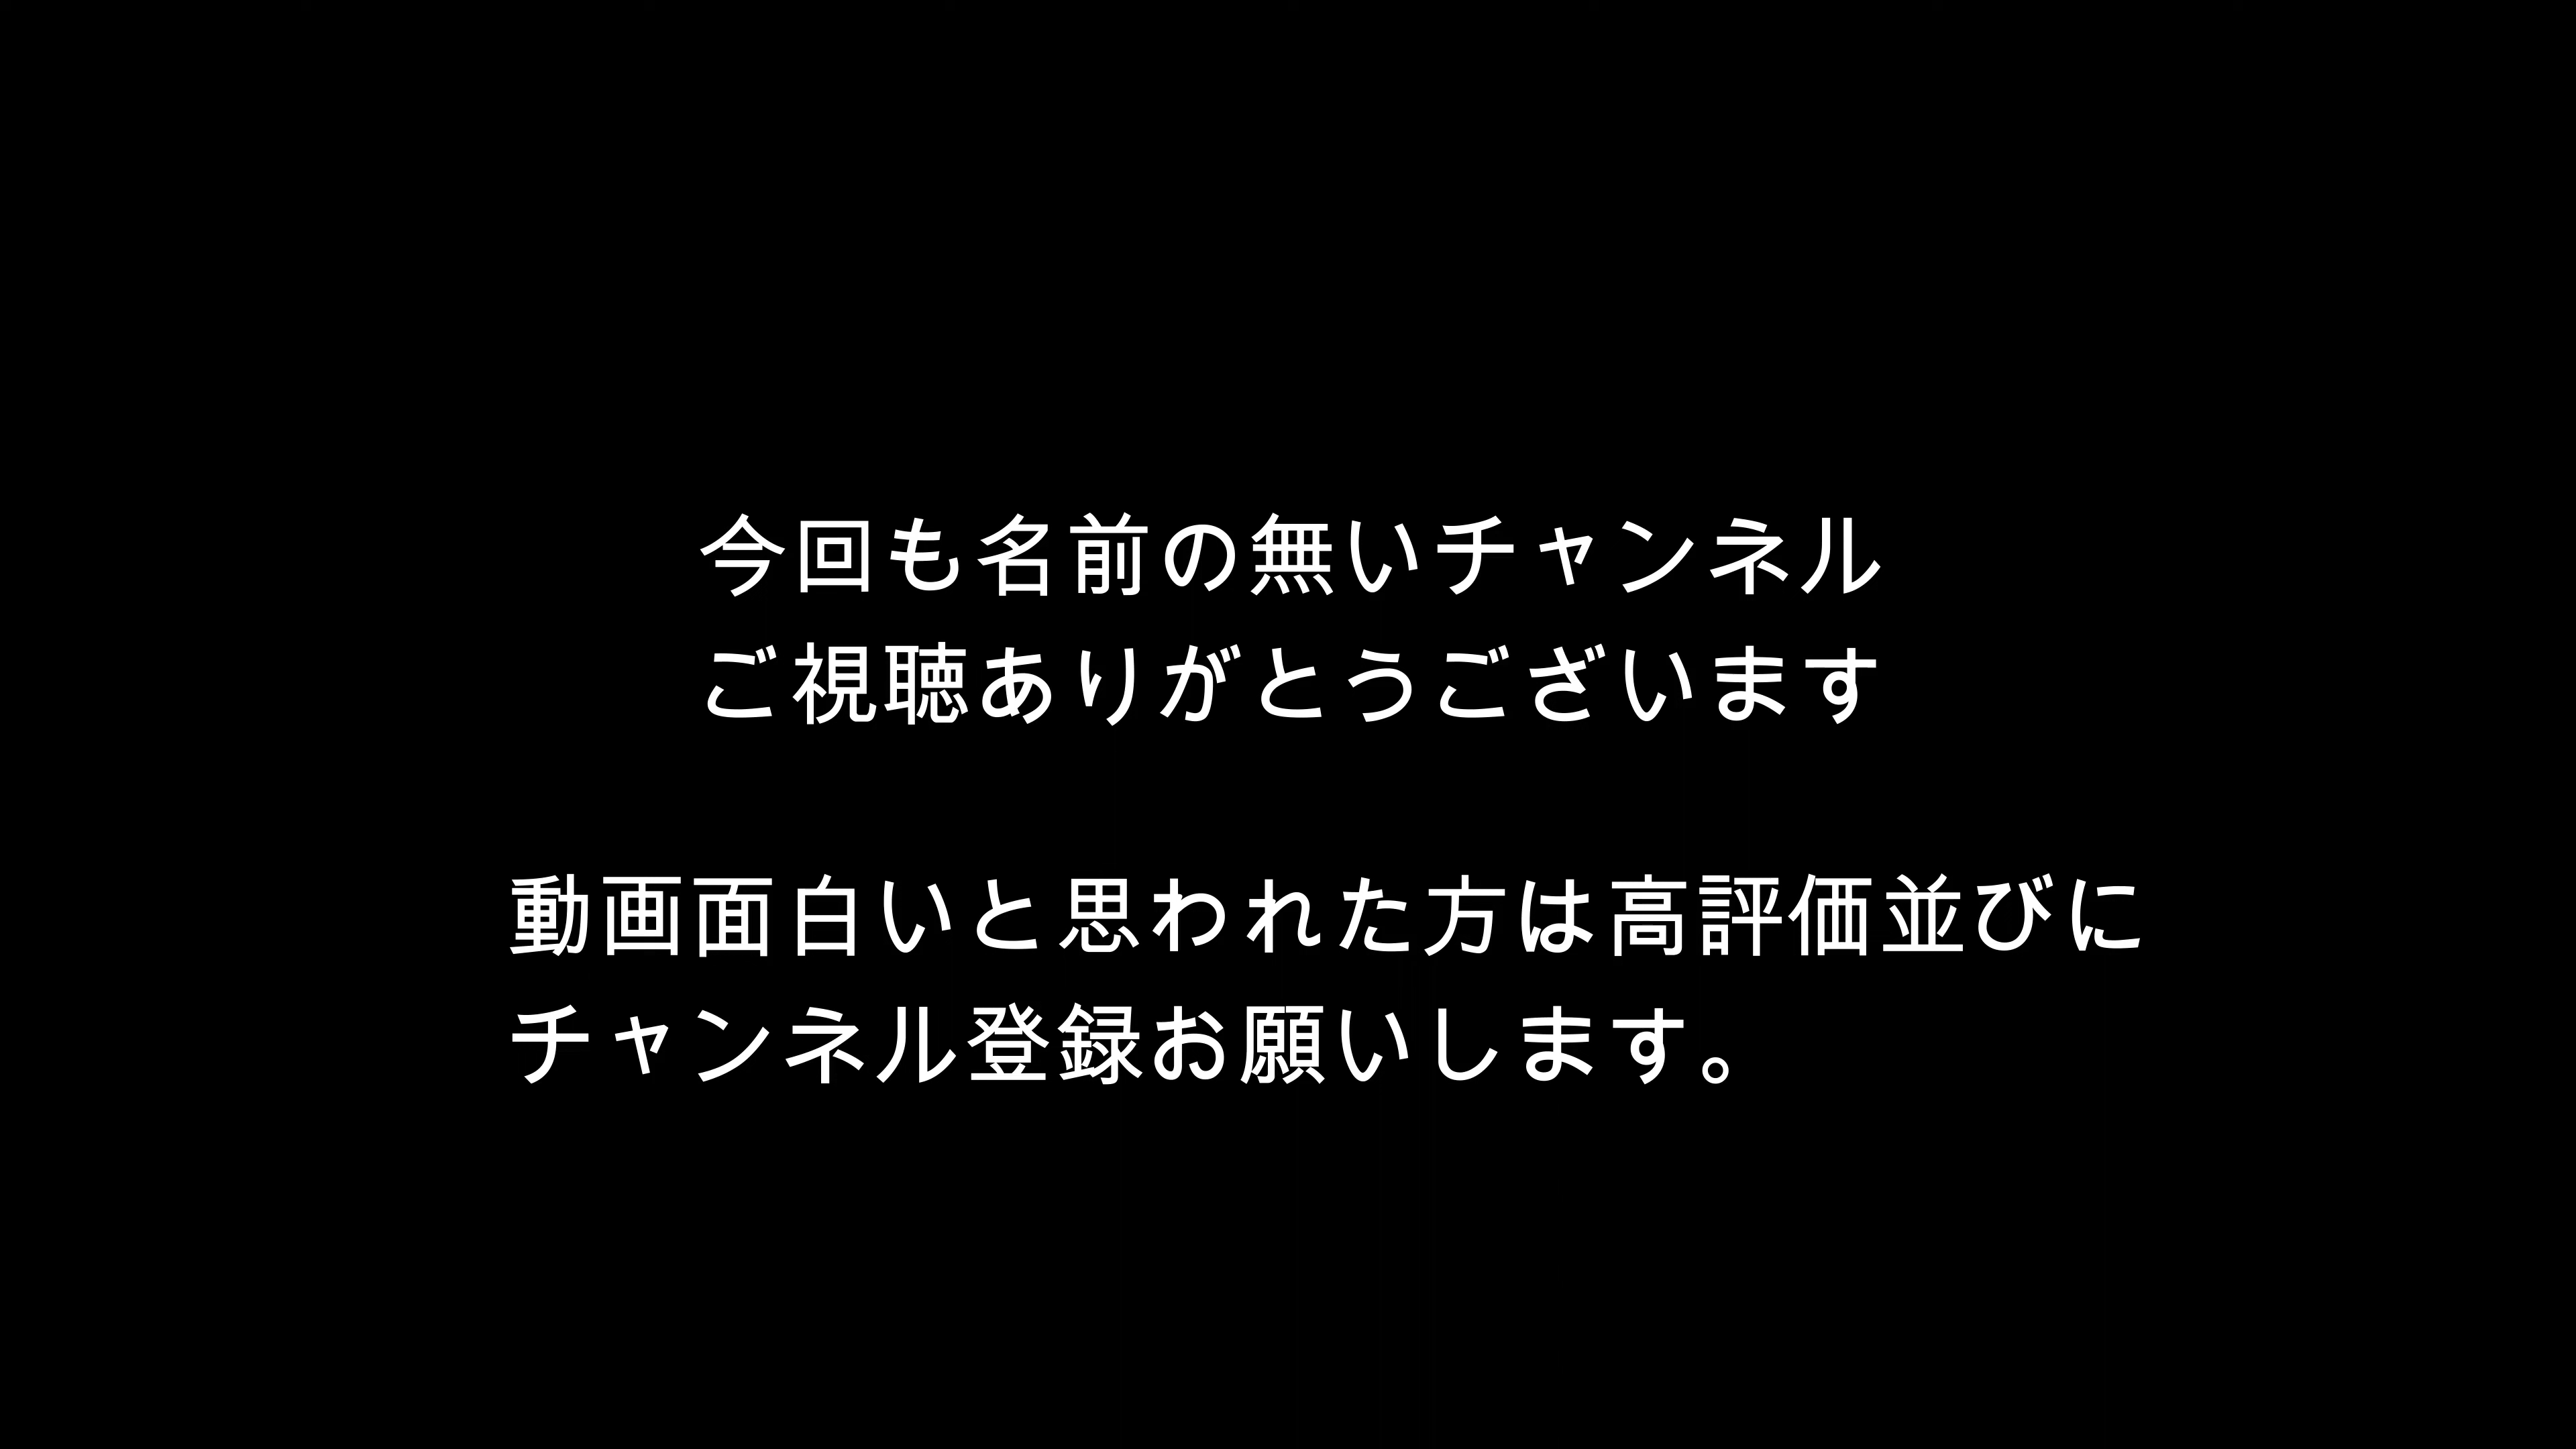 今回も名前の無いチャンネル
ご視聴ありがとうございます
動画面白いと思われた方は高評価並びに
チャンネル登録お願いします。